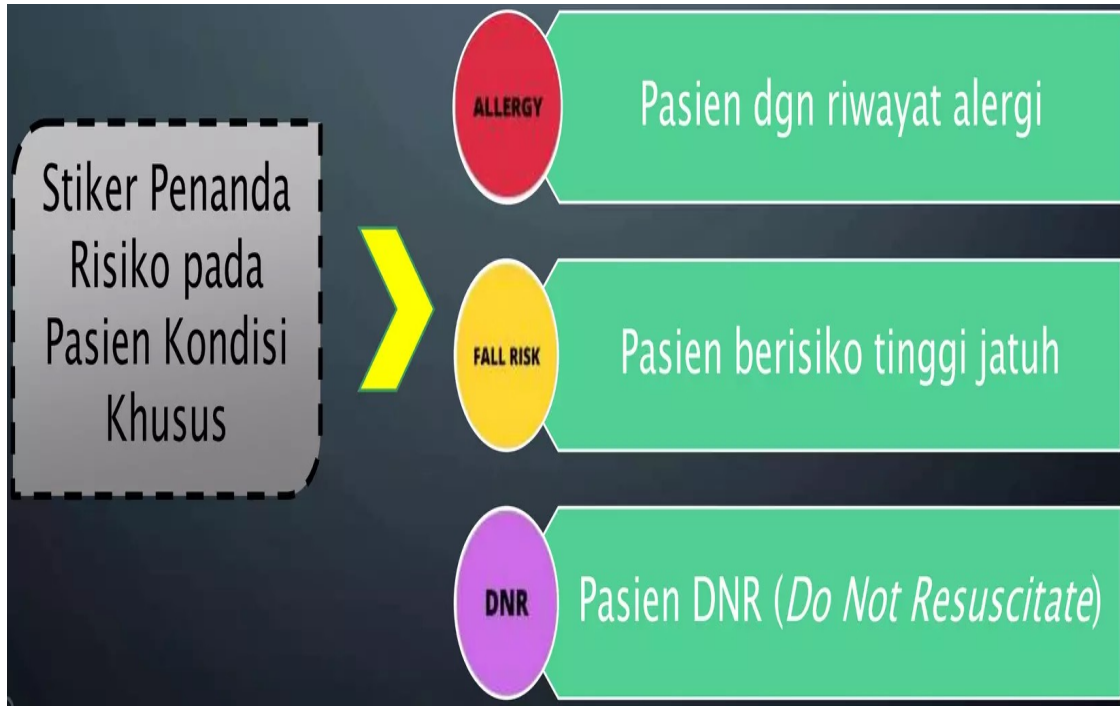 Stiker Penanda
Risiko pada
Pasien Kondisi
Khusus
ALLERGY
Pasien dgn riwayat alergi
FALL RISK
Pasien berisiko tinggi jatuh
DNR
Pasien DNR (Do Not Resuscitate)